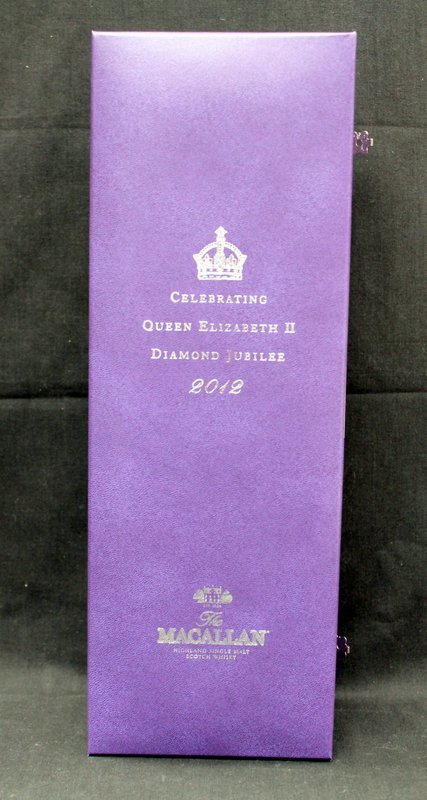 CELEBRATING
QUEEN ELIZABETH II
DIAMOND JUBILEE
2012
The
MACALLAN
HIGHLAND SINGLE MALT
SCOTCH WHISKY